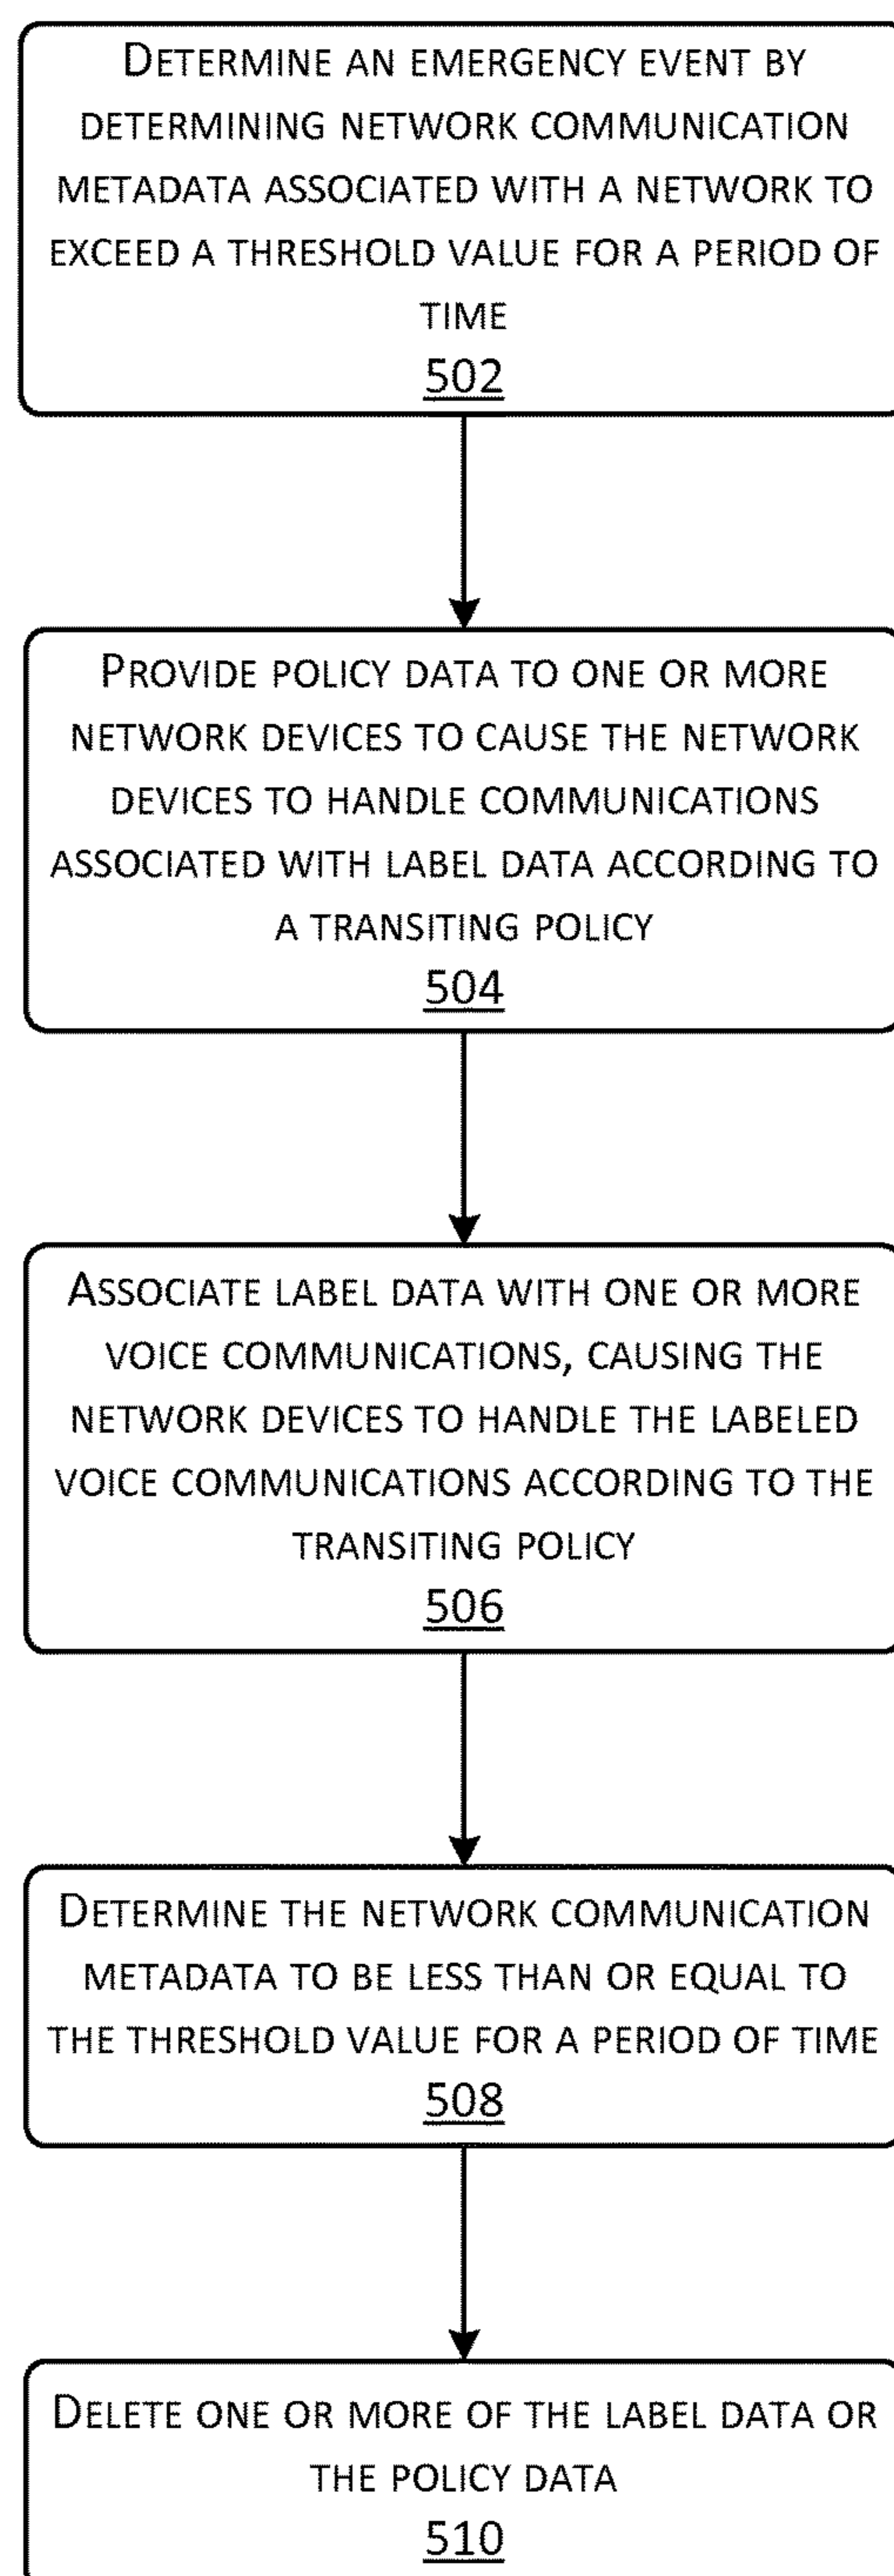 DETERMINE AN EMERGENCY EVENT BY
DETERMINING NETWORK COMMUNICATION
METADATA ASSOCIATED WITH A NETWORK TO
EXCEED A THRESHOLD VALUE FOR A PERIOD OF
TIME
502
PROVIDE POLICY DATA TO ONE OR MORE
NETWORK DEVICES TO CAUSE THE NETWORK
DEVICES TO HANDLE COMMUNICATIONS
ASSOCIATED WITH LABEL DATA ACCORDING TO
A TRANSITING POLICY
504
ASSOCIATE LABEL DATA WITH ONE OR MORE
VOICE COMMUNICATIONS, CAUSING THE
NETWORK DEVICES TO HANDLE THE LABELED
VOICE COMMUNICATIONS ACCORDING TO THE
TRANSITING POLICY
506
DETERMINE THE NETWORK COMMUNICATION
METADATA TO BE LESS THAN OR EQUAL TO
THE THRESHOLD VALUE FOR A PERIOD OF TIME
508
DELETE ONE OR MORE OF THE LABEL DATA OR
THE POLICY DATA
510